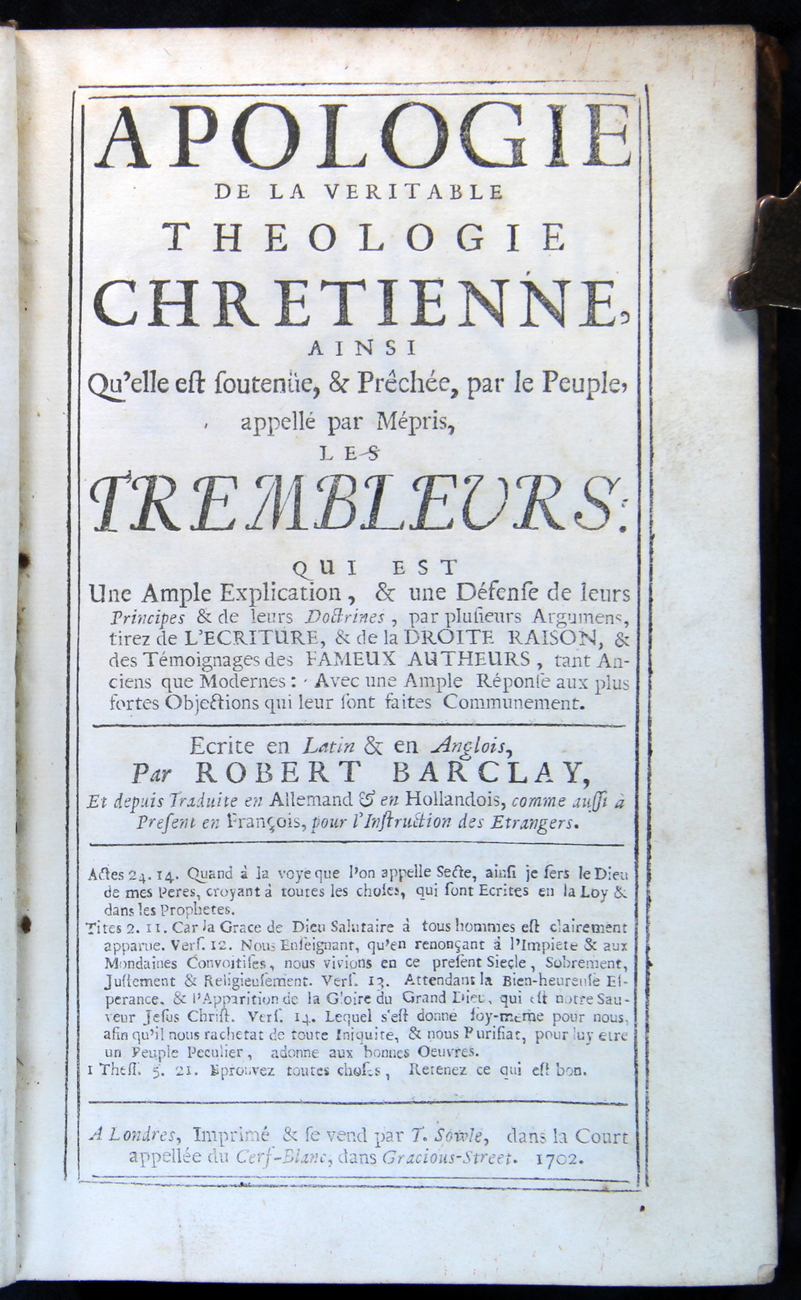 APOLOGIE
DE LA VERITABLE
THEOLOGIE
CHRETIENNE,
AINSI
Qu'elle eſt ſoutenüe, & Prêchée, par le Peuple,
appellé par Mépris,
LES
TREMBLEURS:
QUI EST
Une Ample Explication, & une Défenſe de leurs
Principes & de leurs Doctrines, par pluſieurs Argumens,
tirez de L'ECRITURE, & de la DROITE RAISON, &
des Témoignages des FAMEUX AUTHEURS, tant An-
ciens que Modernes: Avec une Ample Réponſe aux plus
fortes Objections qui leur ſont faites Communement.
Ecrite en Latin & en Anglois,
Par ROBERT BARCLAY,
Et depuis Traduite en Allemand & en Hollandois, comme auſſi à
Preſent en François, pour l'Inſtruction des Etrangers.
Actes 24. 14. Quand à la voye que l'on appelle Secte, ainſi je ſers le Dieu
de mes Peres, croyant à toutes les choſes, qui ſont Ecrites en la Loy &
dans les Prophetes.
Tites 2. 11. Car la Grace de Dieu Salutaire à tous hommes eſt clairement
apparue. Verſ. 12. Nous Enſeignant, qu'en renonçant à l'Impiete & aux
Mondaines Convoitiſes, nous vivions en ce preſent Siecle, Sobrement,
Juſtement & Religieuſement. Verſ. 13. Attendant la Bien-heureuſe Eſ-
perance, & l'Apparition de la Gloire du Grand Dieu, qui eſt notre Sau-
veur Jeſus Chriſt. Verſ. 14. Lequel s'eſt donné ſoy-meme pour nous,
afin qu'il nous rachetat de toute Iniquite, & nous Purifiat, pour luy etre
un Peuple Peculier, adonne aux bonnes Oeuvres.
1 Theſſ. 5. 21. Eprouvez toutes choſes, Retenez ce qui eſt bon.
A Londres, Imprimé & ſe vend par T. Sowle, dans la Court
appellée du Cerf-Blanc, dans Gracious-Street. 1702.